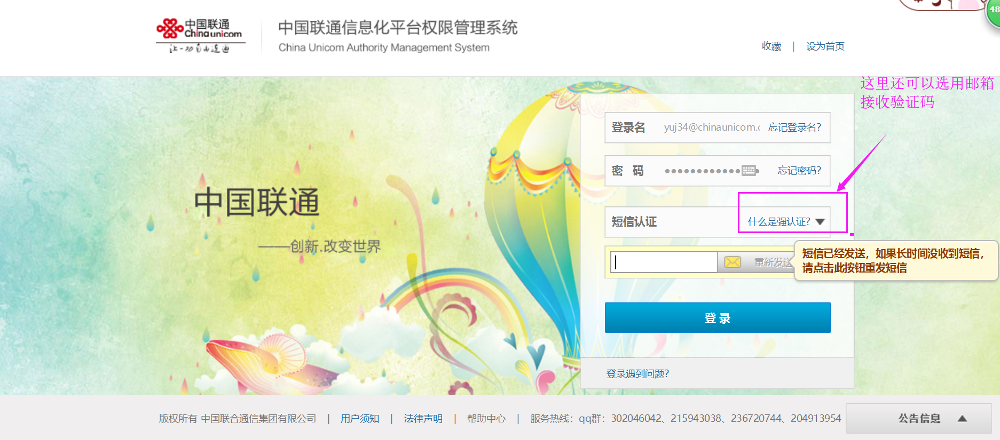 中国联通
China unicom
让一切自由连通
中国联通信息化平台权限管理系统
China Unicom Authority Management System
48
收藏 | 设为首页
这里还可以选用邮箱
接收验证码
登录名 yuj34@chinaunicom.c 忘记登录名?
密 码 忘记密码?
中国联通
——创新.改变世界
短信认证 什么是强认证?
重新发送
短信已经发送，如果长时间没收到短信，
请点击此按钮重发短信
登 录
登录遇到问题?
版权所有 中国联合通信集团有限公司 | 用户须知 | 法律声明 | 帮助中心 | 服务热线：qq群：302046042、215943038、236720744、204913954
公告信息